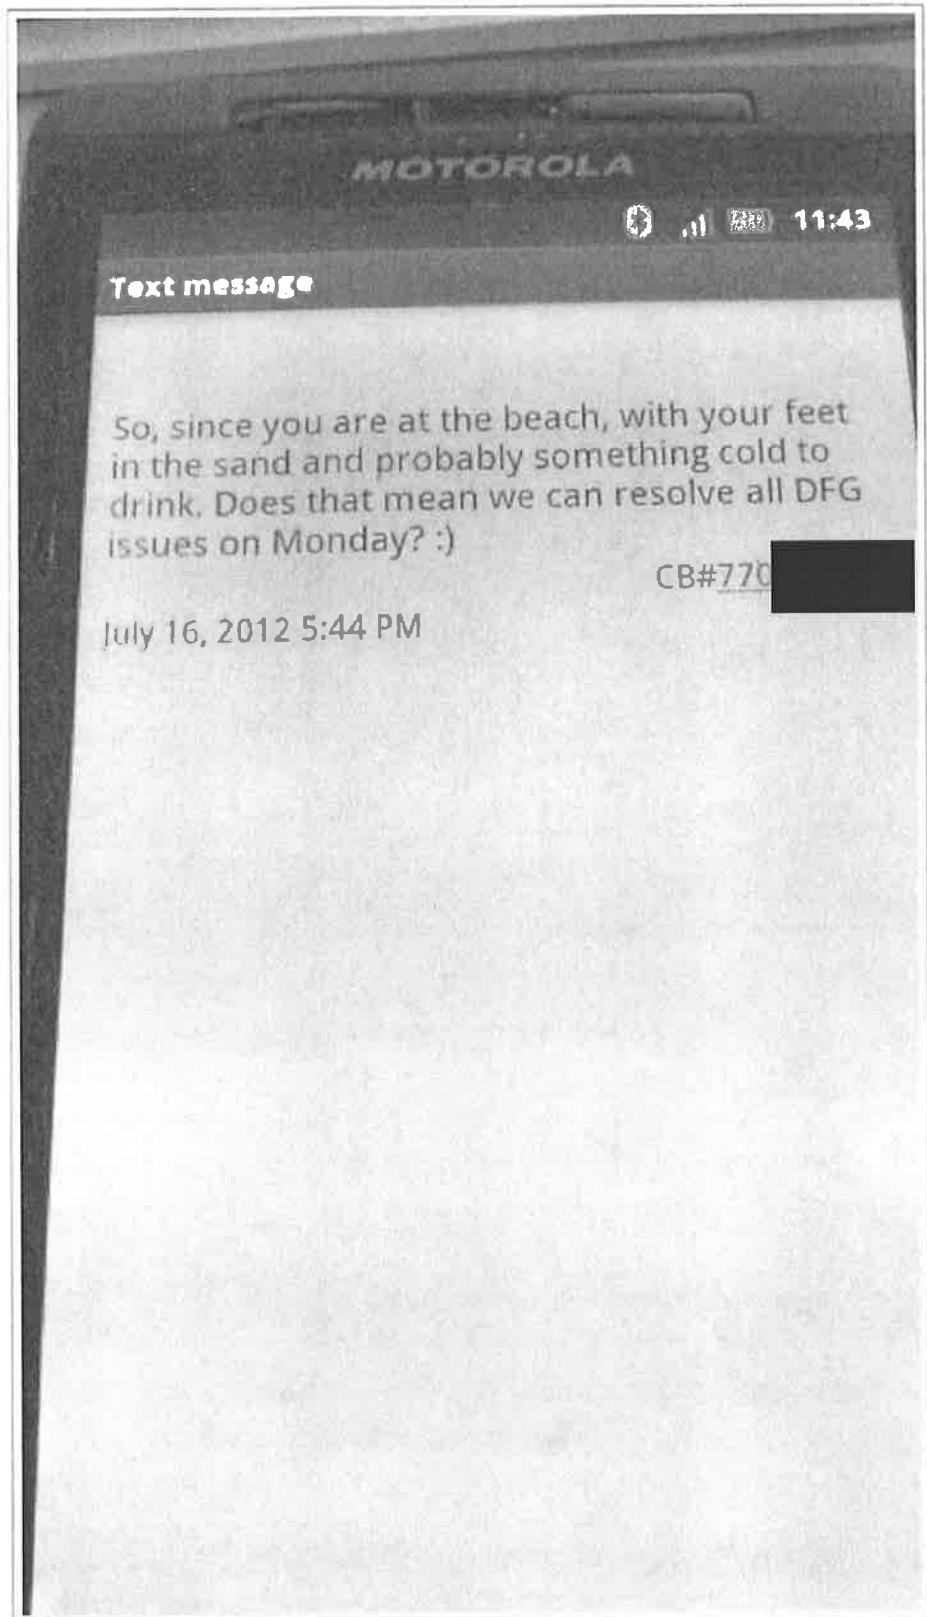 MOTOROLA
11:43
Text message
So, since you are at the beach, with your feet
in the sand and probably something cold to
drink. Does that mean we can resolve all DFG
issues on Monday? :)
CB#770
July 16, 2012 5:44 PM